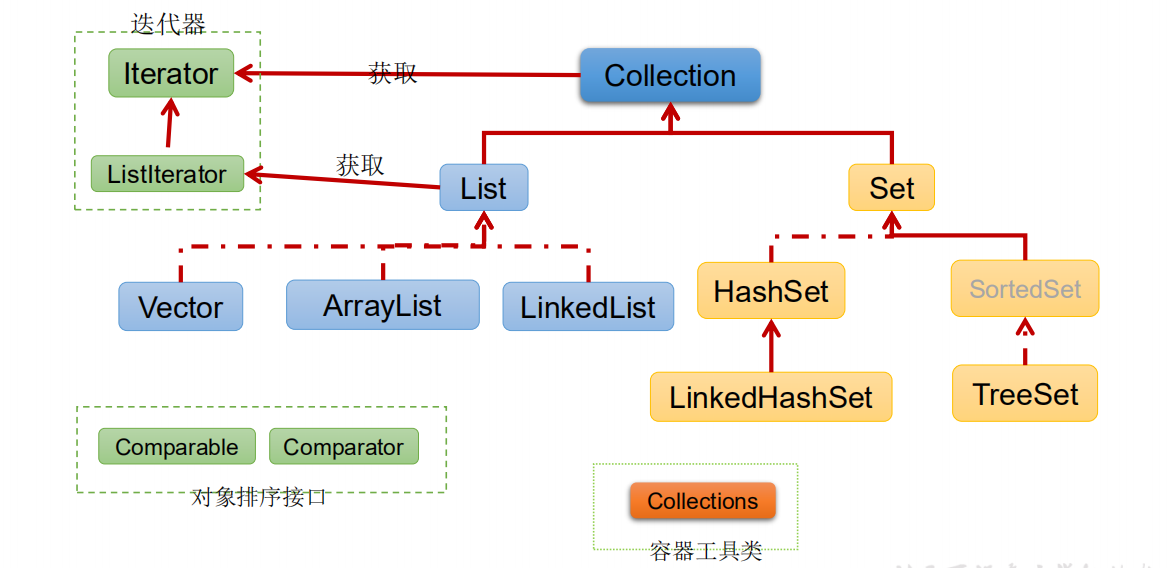 迭代器
Iterator
获取
Collection
ListIterator
获取
List
Set
Vector
ArrayList
LinkedList
HashSet
SortedSet
LinkedHashSet
TreeSet
Comparable
Comparator
对象排序接口
Collections
容器工具类